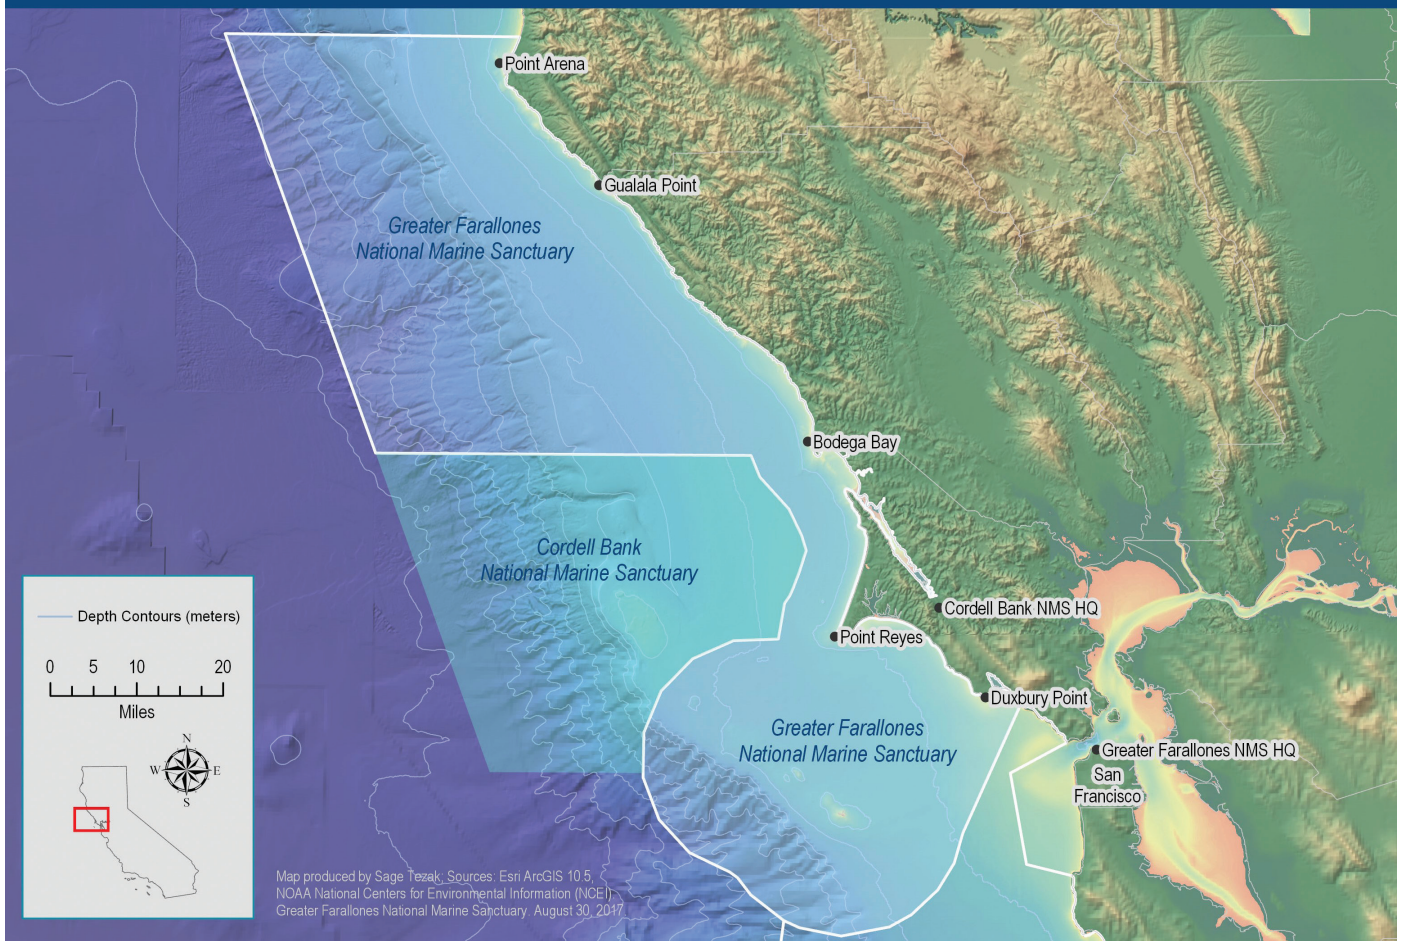 Point Arena
Gualala Point
Greater Farallones
National Marine Sanctuary
Bodega Bay
Cordell Bank
National Marine Sanctuary
Cordell Bank NMS HQ
Point Reyes
Duxbury Point
Greater Farallones
National Marine Sanctuary
Greater Farallones NMS HQ
San
Francisco
Depth Contours (meters)
0 5 10 20
Miles
N
W E
S
Map produced by Sage Tezak; Sources: Esri ArcGIS 10.5,
NOAA National Centers for Environmental Information (NCEI)
Greater Farallones National Marine Sanctuary. August 30, 2017